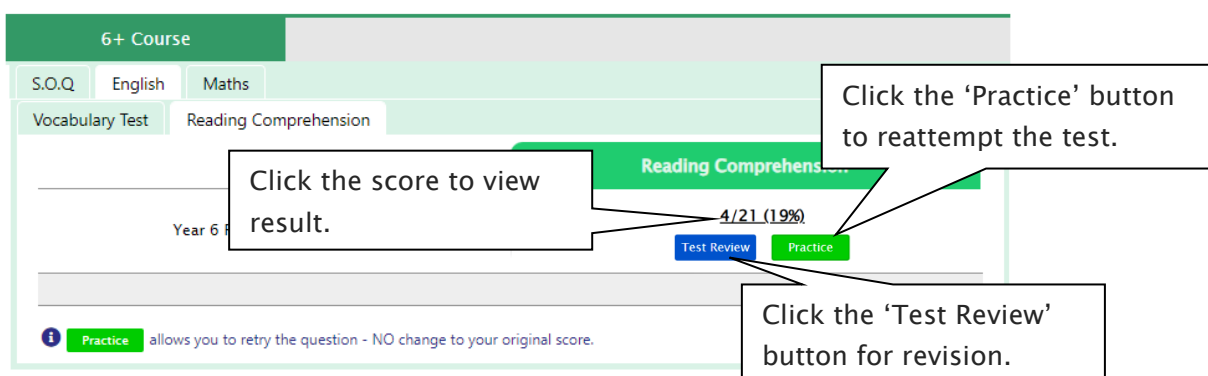 6+ Course
S.O.Q English Maths
Vocabulary Test Reading Comprehension
Click the 'Practice' button
to reattempt the test.
Reading Comprehension
Click the score to view
result.
Year 6
4/21 (19%)
Test Review Practice
Click the 'Test Review'
button for revision.
Practice allows you to retry the question - NO change to your original score.